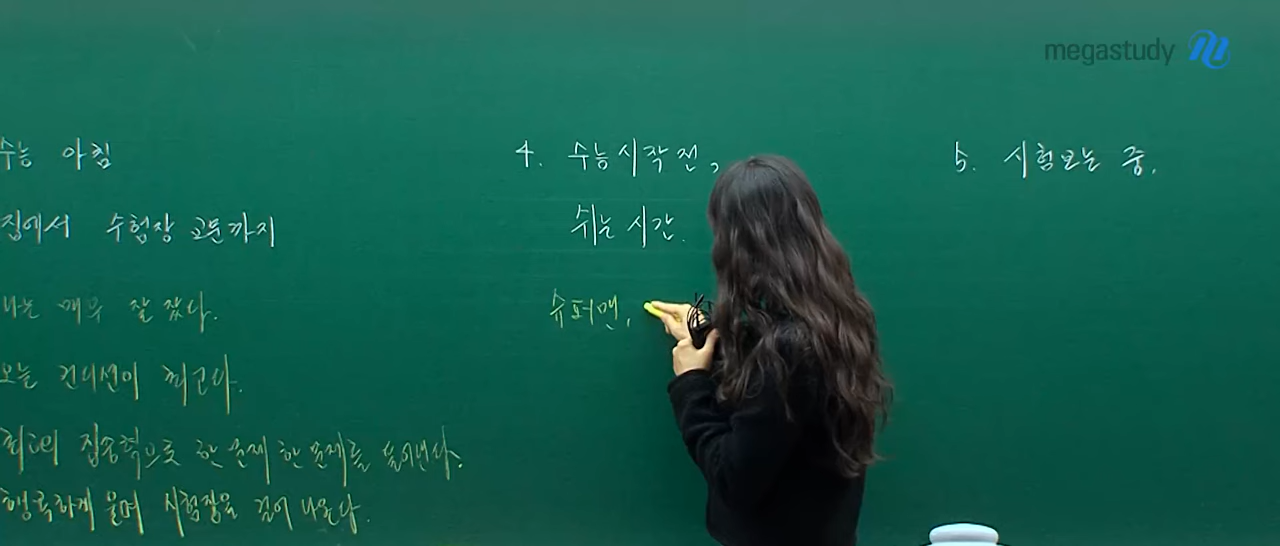 megastudy
수능 아침
집에서 수험장 교문까지
나는 매우 잘 잤다.
오늘 컨디션이 최고다.
최고의 집중력으로 한 문제 한 문제를 풀어낸다.
행복하게 울며 시험장을 걸어 나온다.
4. 수능시작 전,
쉬는 시간.
슈퍼맨,
5. 시험보는 중.